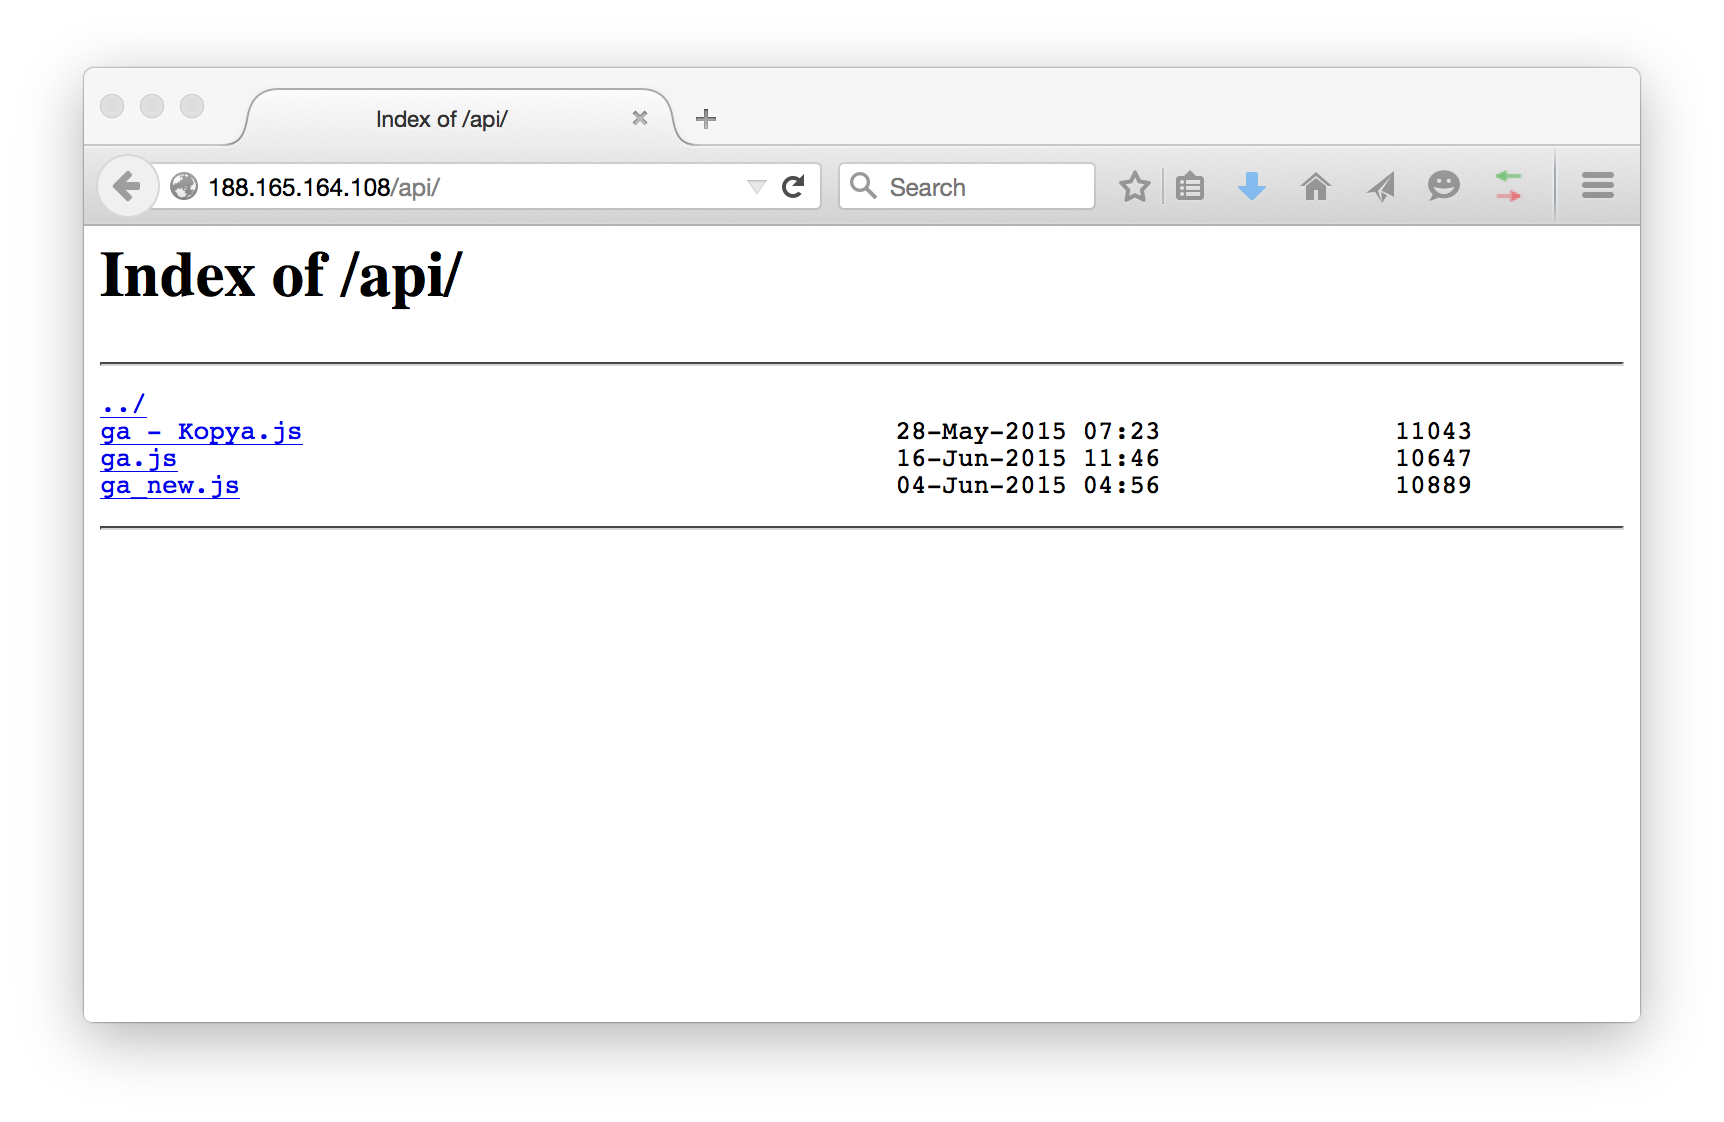 Index of /api/
188.165.164.108/api/
Search
Index of /api/
../
ga - Kopya.js 28-May-2015 07:23 11043
ga.js 16-Jun-2015 11:46 10647
ga_new.js 04-Jun-2015 04:56 10889